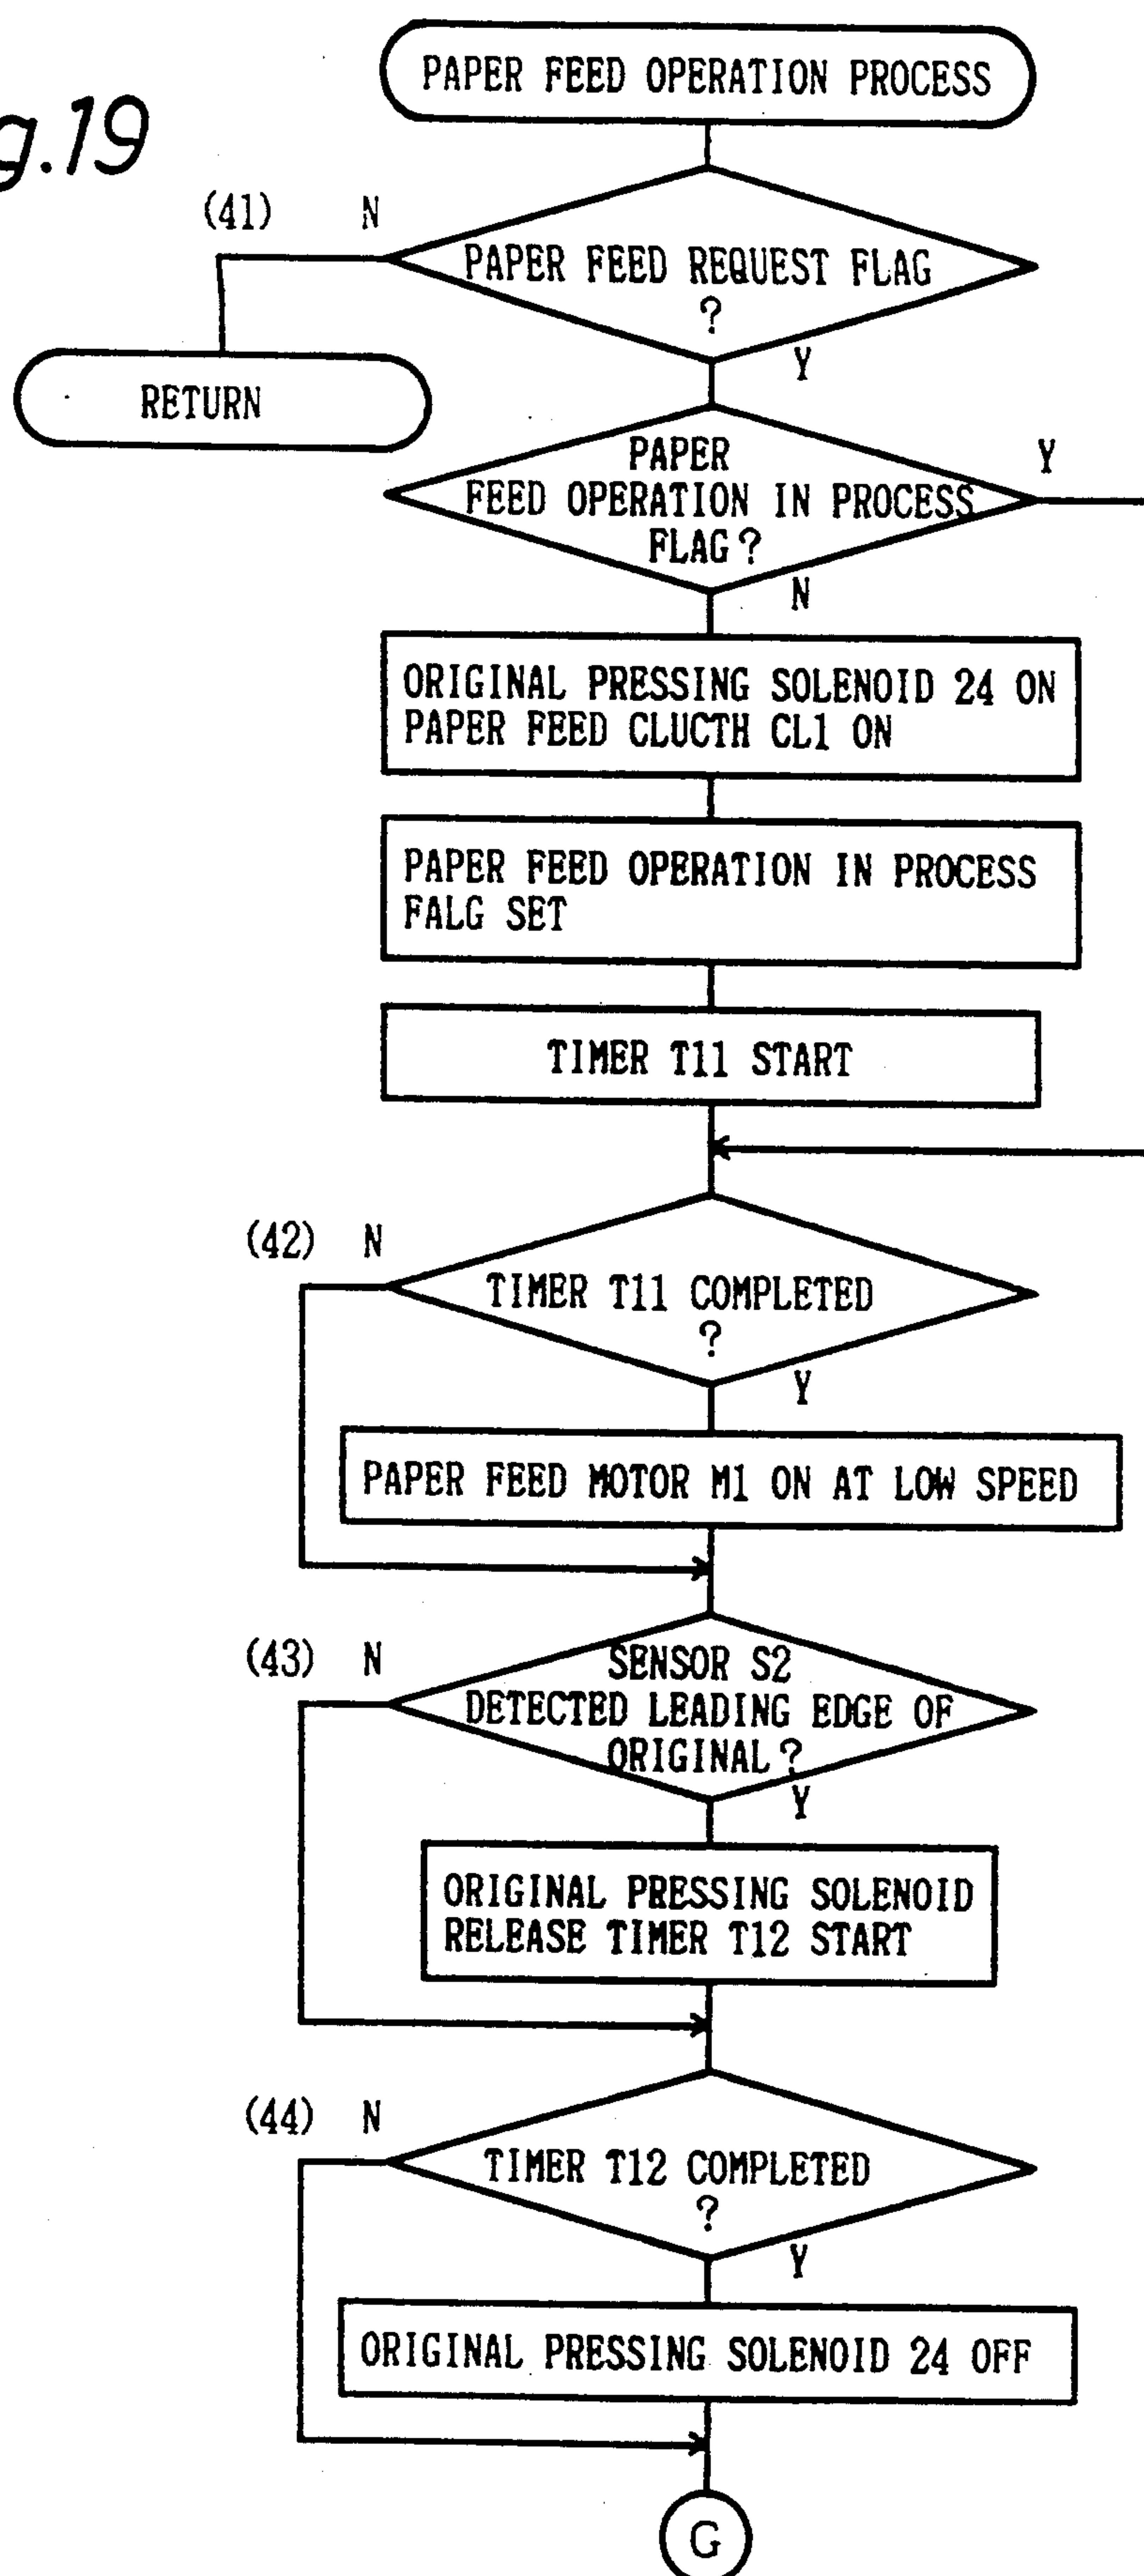 g.19
PAPER FEED OPERATION PROCESS
(41) N
PAPER FEED REQUEST FLAG
?
Y
RETURN
PAPER
FEED OPERATION IN PROCESS
FLAG?
Y
N
ORIGINAL PRESSING SOLENOID 24 ON
PAPER FEED CLUCTH CL1 ON
PAPER FEED OPERATION IN PROCESS
FALG SET
TIMER T11 START
(42) N
TIMER T11 COMPLETED
?
Y
PAPER FEED MOTOR M1 ON AT LOW SPEED
(43) N
SENSOR S2
DETECTED LEADING EDGE OF
ORIGINAL?
Y
ORIGINAL PRESSING SOLENOID
RELEASE TIMER T12 START
(44) N
TIMER T12 COMPLETED
?
Y
ORIGINAL PRESSING SOLENOID 24 OFF
G